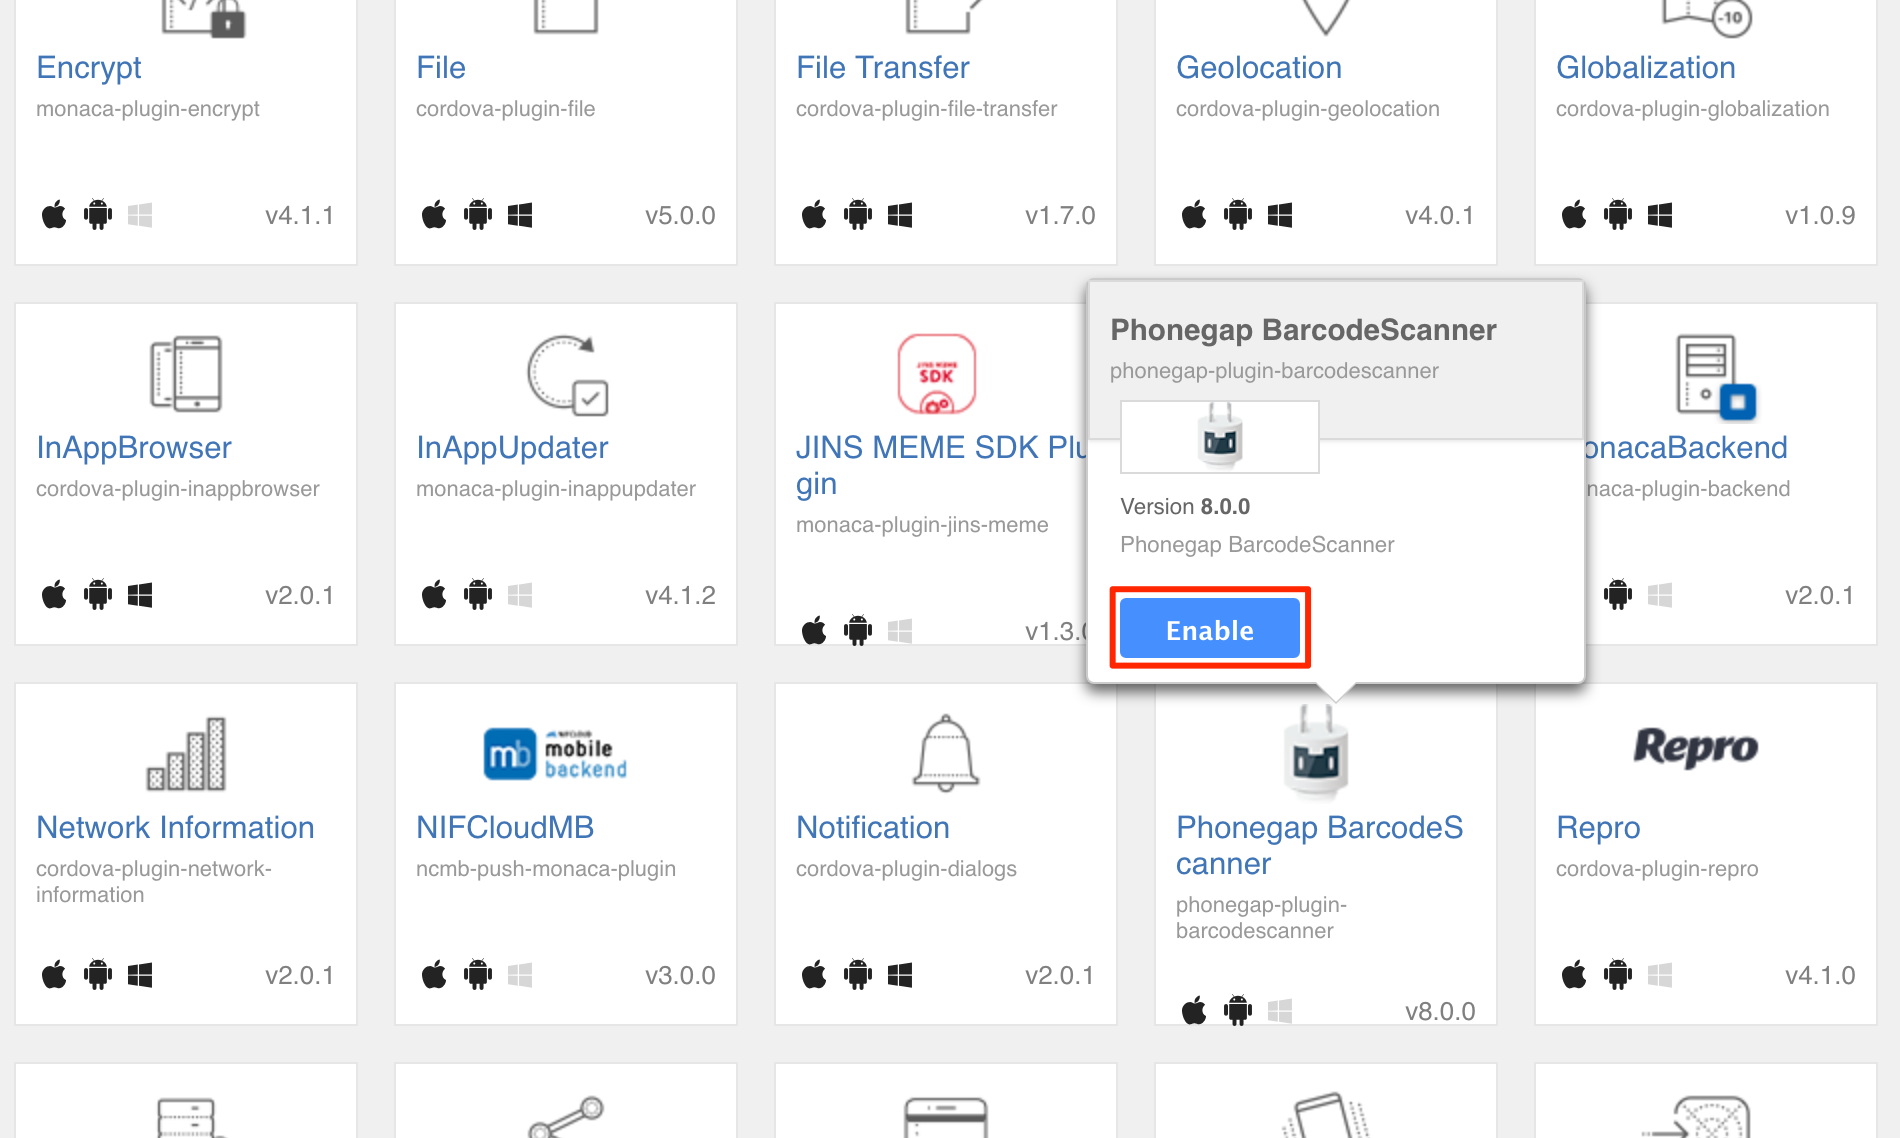 -10
Encrypt
monaca-plugin-encrypt
v4.1.1
File
cordova-plugin-file
v5.0.0
File Transfer
cordova-plugin-file-transfer
v1.7.0
Geolocation
cordova-plugin-geolocation
v4.0.1
Globalization
cordova-plugin-globalization
v1.0.9
InAppBrowser
cordova-plugin-inappbrowser
v2.0.1
InAppUpdater
monaca-plugin-inappupdater
v4.1.2
JINS MEME
SDK
JINS MEME SDK Plu
gin
monaca-plugin-jins-meme
v1.3.0
Phonegap BarcodeScanner
phonegap-plugin-barcodescanner
Version 8.0.0
Phonegap BarcodeScanner
Enable
onacaBackend
naca-plugin-backend
v2.0.1
Network Information
cordova-plugin-network-
information
v2.0.1
mb
NIFCLOUD
mobile
backend
NIFCloudMB
ncmb-push-monaca-plugin
v3.0.0
Notification
cordova-plugin-dialogs
v2.0.1
Phonegap BarcodeS
canner
phonegap-plugin-
barcodescanner
v8.0.0
Repro
Repro
cordova-plugin-repro
v4.1.0